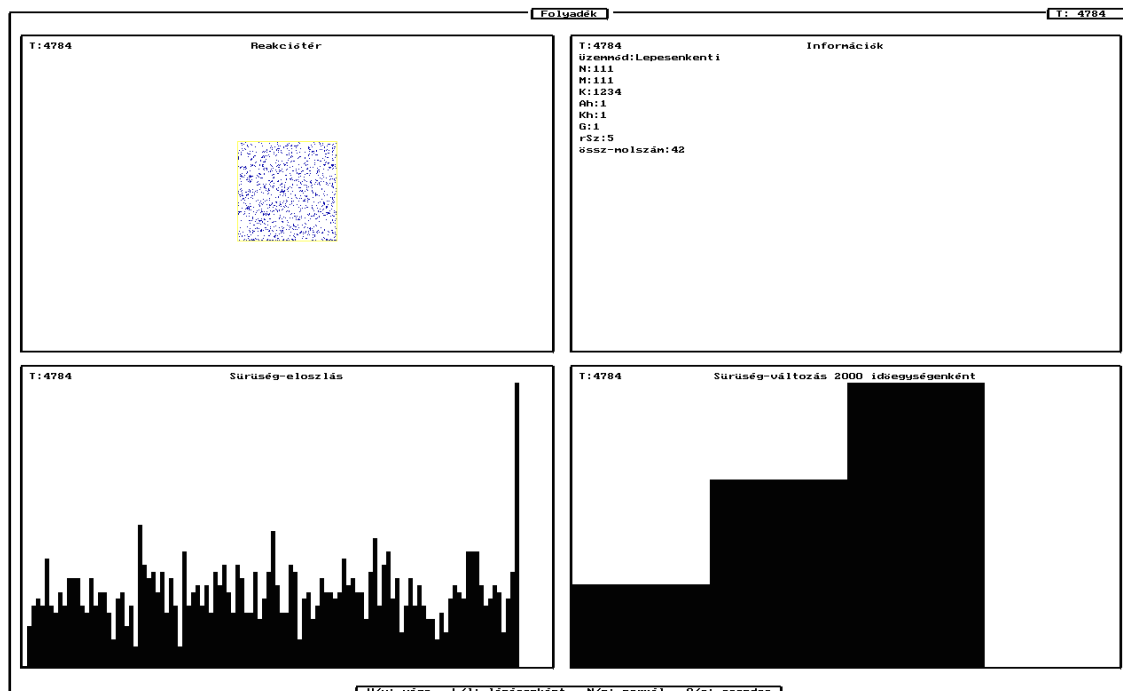 Folyadék
T: 4784
T:4784 Reakciótér
T:4784 Információk
üzemmód:Lepesenkenti
N:111
M:111
K:1234
Ah:1
Kh:1
G:1
rSz:5
össz-molszám:42
T:4784 Sürüség-eloszlás
T:4784 Sürüség-változás 2000 idöegységenként